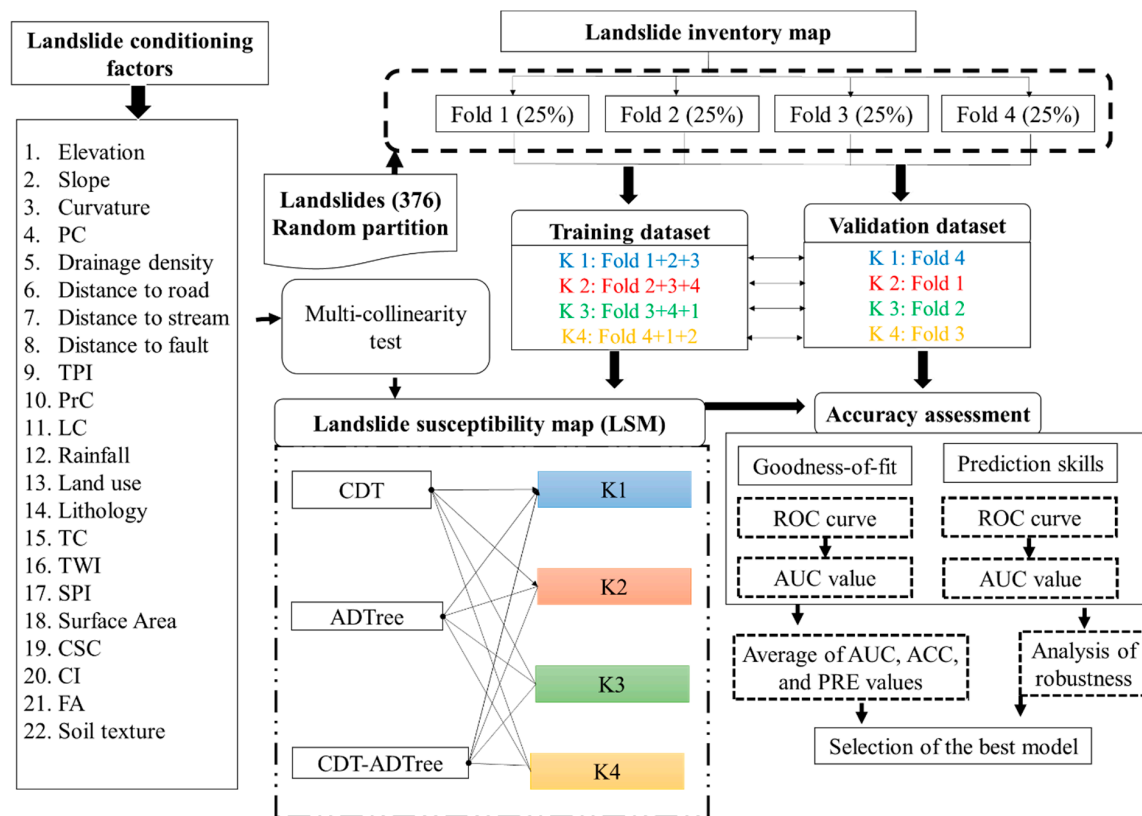 Landslide conditioning
factors
1. Elevation
2. Slope
3. Curvature
4. PC
5. Drainage density
6. Distance to road
7. Distance to stream
8. Distance to fault
9. TPI
10. PrC
11. LC
12. Rainfall
13. Land use
14. Lithology
15. TC
16. TWI
17. SPI
18. Surface Area
19. CSC
20. CI
21. FA
22. Soil texture
Landslide inventory map
Fold 1 (25%)
Fold 2 (25%)
Fold 3 (25%)
Fold 4 (25%)
Landslides (376)
Random partition
Training dataset
K 1: Fold 1+2+3
K 2: Fold 2+3+4
K 3: Fold 3+4+1
K4: Fold 4+1+2
Validation dataset
K 1: Fold 4
K 2: Fold 1
K 3: Fold 2
K 4: Fold 3
Multi-collinearity
test
Landslide susceptibility map (LSM)
CDT
ADTree
CDT-ADTree
K1
K2
K3
K4
Accuracy assessment
Goodness-of-fit
ROC curve
AUC value
Prediction skills
ROC curve
AUC value
Average of AUC, ACC,
and PRE values
Analysis of
robustness
Selection of the best model